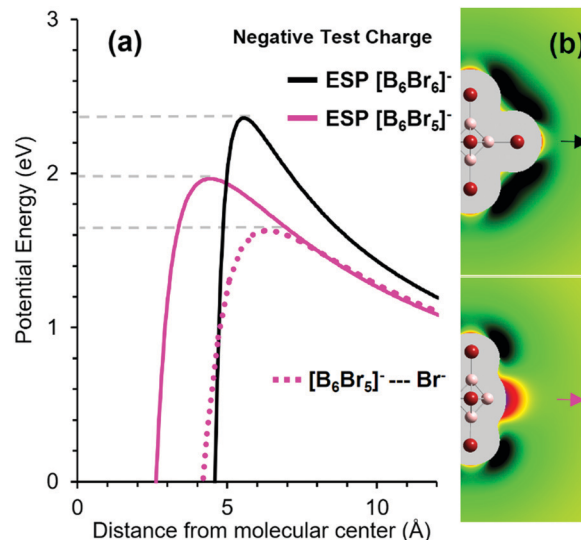 (a)
Negative Test Charge
ESP [B6Br6]-
ESP [B6Br5]-
[B6Br5]- --- Br-
3
2
1
0
Potential Energy (eV)
0 5 10
Distance from molecular center (Å)
(b)